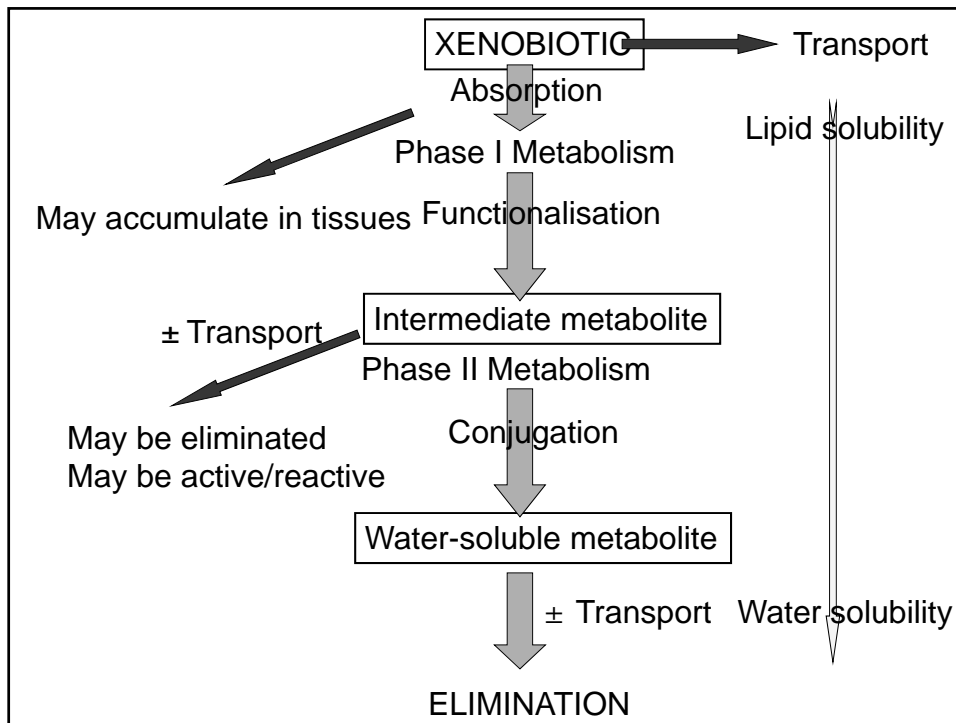 XENOBIOTIC
Transport
Absorption
Lipid solubility
Phase I Metabolism
May accumulate in tissues
Functionalisation
Intermediate metabolite
± Transport
Phase II Metabolism
May be eliminated
May be active/reactive
Conjugation
Water-soluble metabolite
± Transport
Water solubility
ELIMINATION